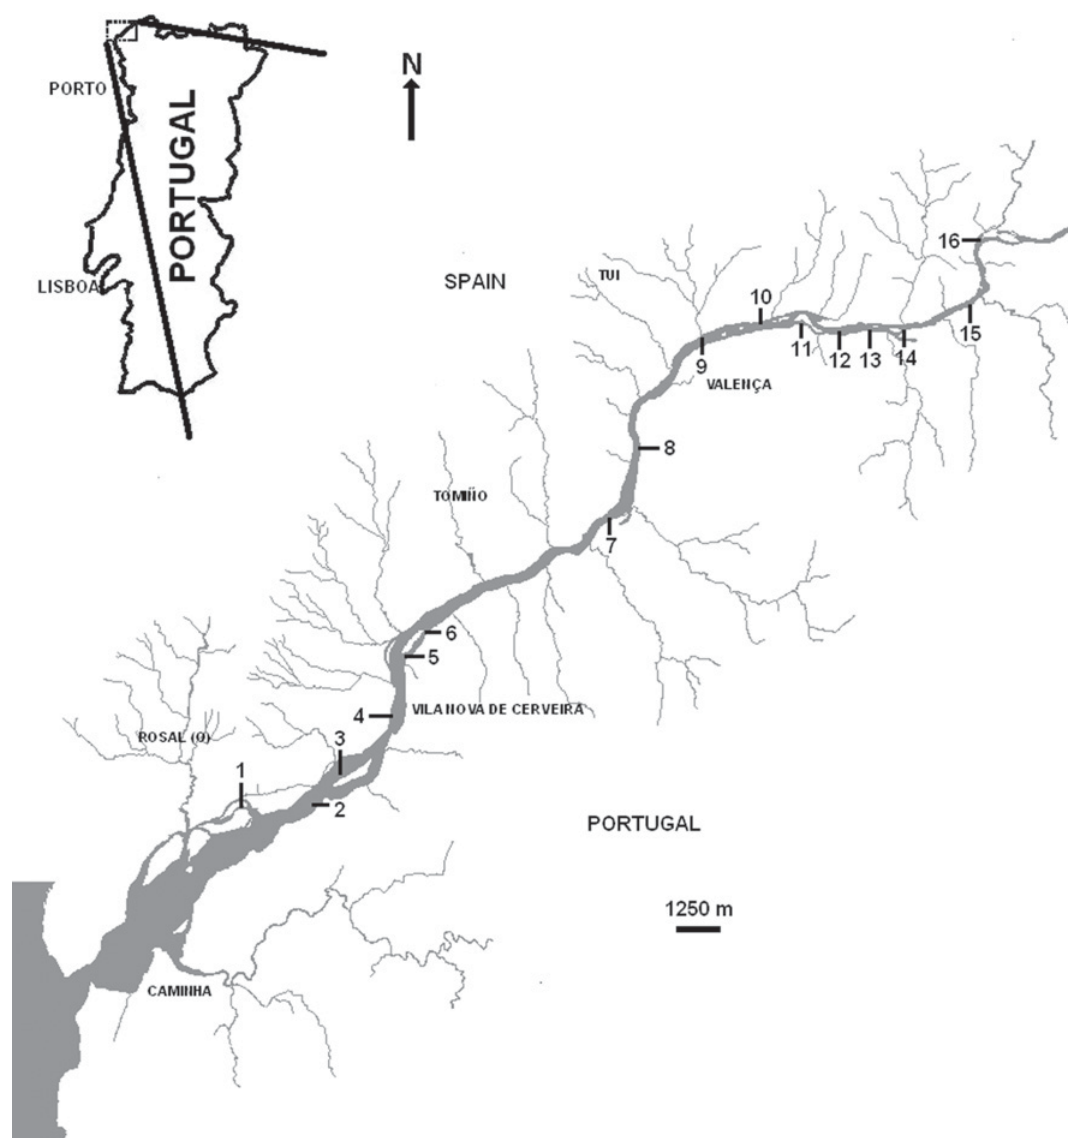 N
PORTO
PORTUGAL
LISBOA
SPAIN
TUI
16
10
15
11
12
13
14
9
VALENÇA
8
TOMIÑO
7
6
5
VILA NOVA DE CERVEIRA
4
ROSAL (O)
3
1
2
PORTUGAL
1250 m
CAMINHA